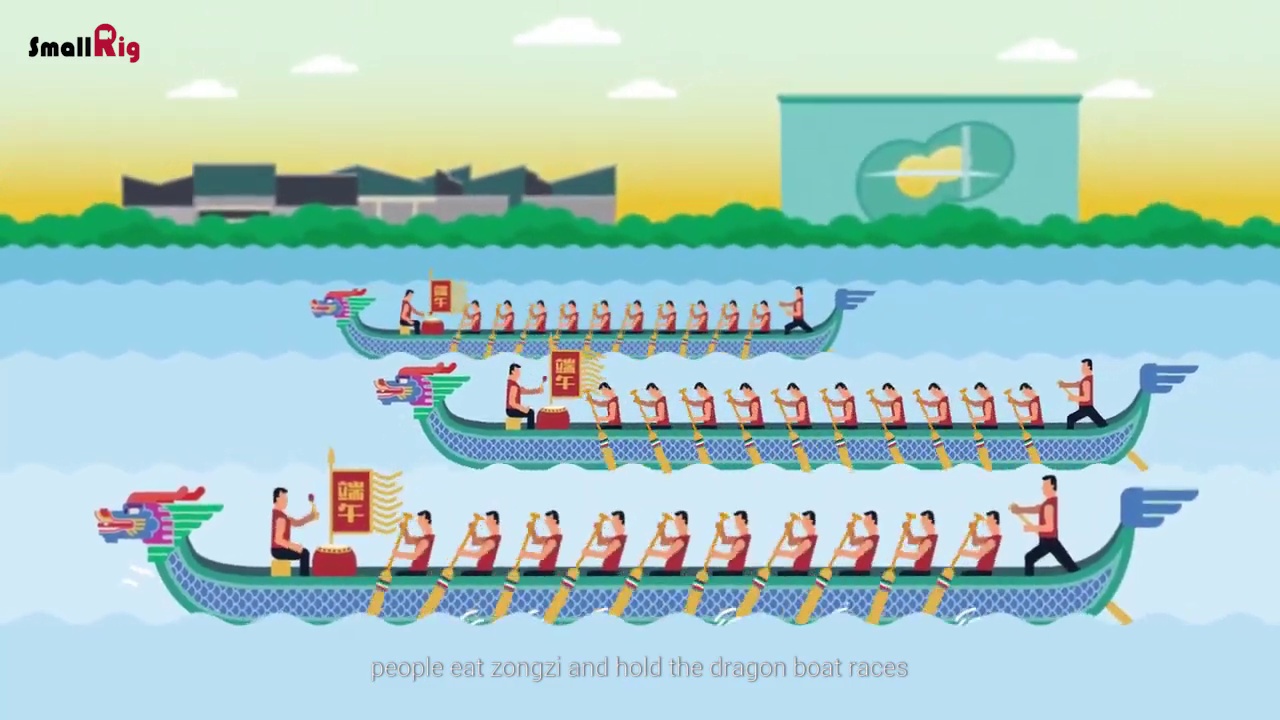 SmallRig
端午
端午
端午
people eat zongzi and hold the dragon boat races